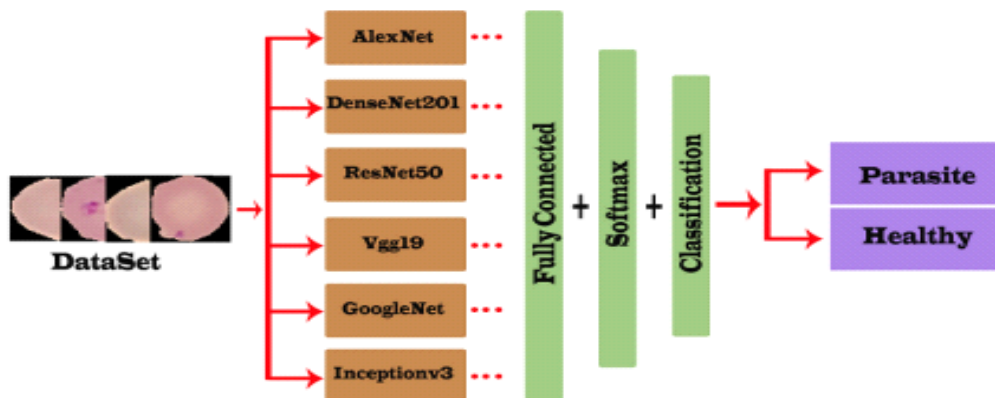 AlexNet
DenseNet201
ResNet50
Vgg19
GoogleNet
Inceptionv3
DataSet
Fully Connected
+
Softmax
+
Classification
Parasite
Healthy